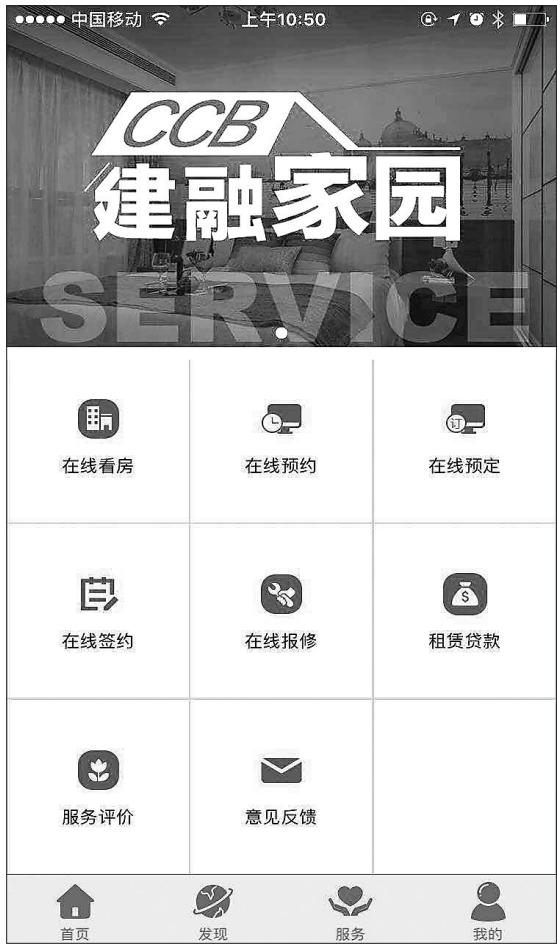 中国移动 上午10:50
CCB
建融家园
SERVICE
在线看房 在线预约 在线预定
订
在线签约 在线报修 租赁贷款
$
服务评价 意见反馈
首页 发现 服务 我的